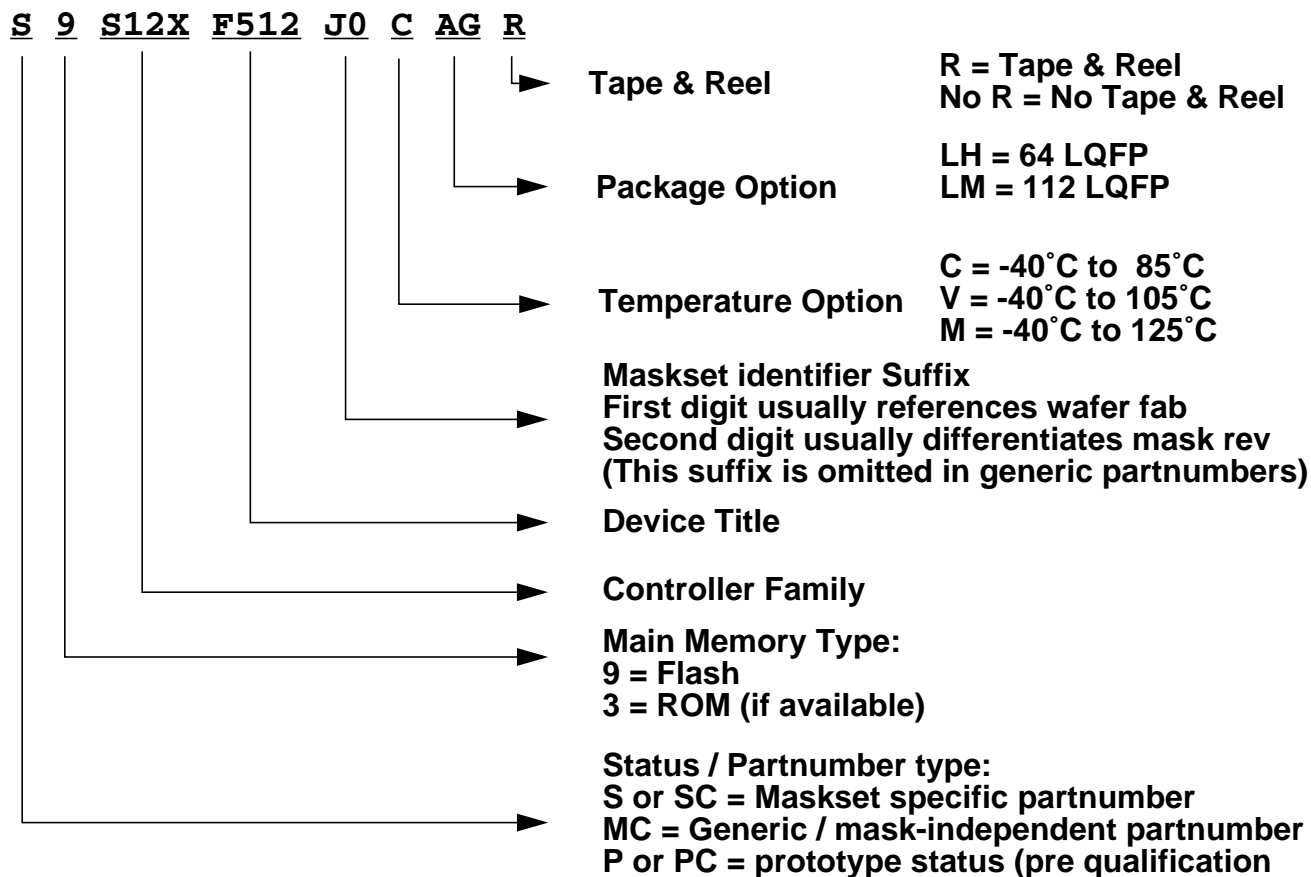 S 9 S12X F512 J0 C AG R
Tape & Reel
R = Tape & Reel
No R = No Tape & Reel
Package Option
LH = 64 LQFP
LM = 112 LQFP
Temperature Option
C = -40˚C to 85˚C
V = -40˚C to 105˚C
M = -40˚C to 125˚C
Maskset identifier Suffix
First digit usually references wafer fab
Second digit usually differentiates mask rev
(This suffix is omitted in generic partnumbers)
Device Title
Controller Family
Main Memory Type:
9 = Flash
3 = ROM (if available)
Status / Partnumber type:
S or SC = Maskset specific partnumber
MC = Generic / mask-independent partnumber
P or PC = prototype status (pre qualification